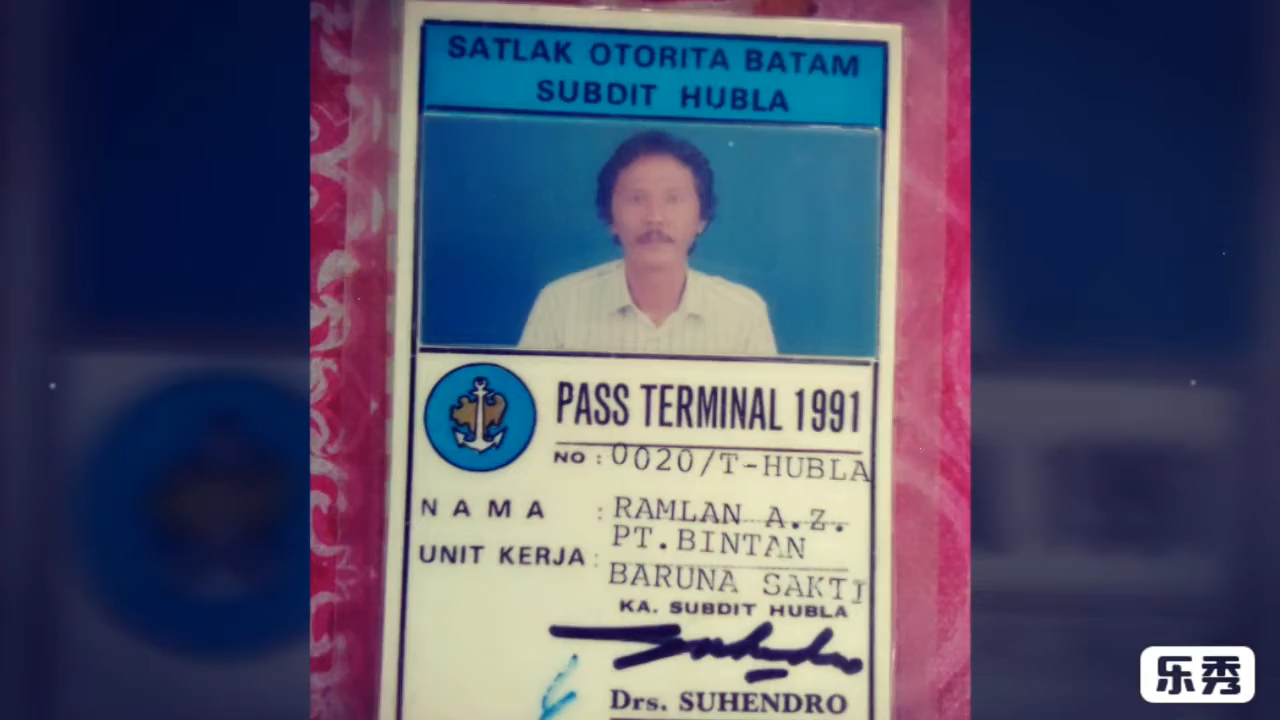 SATLAK OTORITA BATAM
SUBDIT HUBLA
PASS TERMINAL 1991
NO : 0020/T-HUBLA
NAMA : RAMLAN A.Z.
PT.BINTAN
UNIT KERJA :
BARUNA SAKTI
KA. SUBDIT HUBLA
Drs. SUHENDRO
乐秀